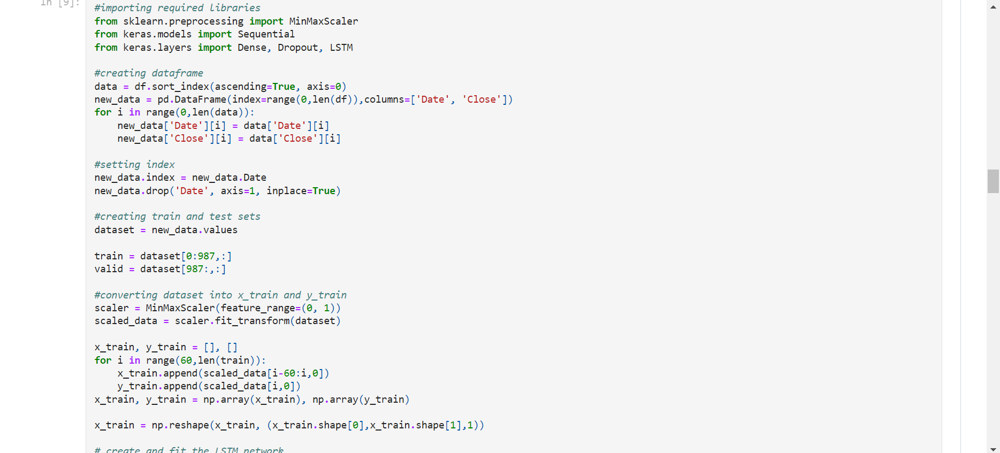 In [9]:
#importing required libraries
from sklearn.preprocessing import MinMaxScaler
from keras.models import Sequential
from keras.layers import Dense, Dropout, LSTM

#creating dataframe
data = df.sort_index(ascending=True, axis=0)
new_data = pd.DataFrame(index=range(0,len(df)),columns=['Date', 'Close'])
for i in range(0,len(data)):
    new_data['Date'][i] = data['Date'][i]
    new_data['Close'][i] = data['Close'][i]

#setting index
new_data.index = new_data.Date
new_data.drop('Date', axis=1, inplace=True)

#creating train and test sets
dataset = new_data.values

train = dataset[0:987,:]
valid = dataset[987:,:]

#converting dataset into x_train and y_train
scaler = MinMaxScaler(feature_range=(0, 1))
scaled_data = scaler.fit_transform(dataset)

x_train, y_train = [], []
for i in range(60,len(train)):
    x_train.append(scaled_data[i-60:i,0])
    y_train.append(scaled_data[i,0])
x_train, y_train = np.array(x_train), np.array(y_train)

x_train = np.reshape(x_train, (x_train.shape[0],x_train.shape[1],1))

# create and fit the LSTM network